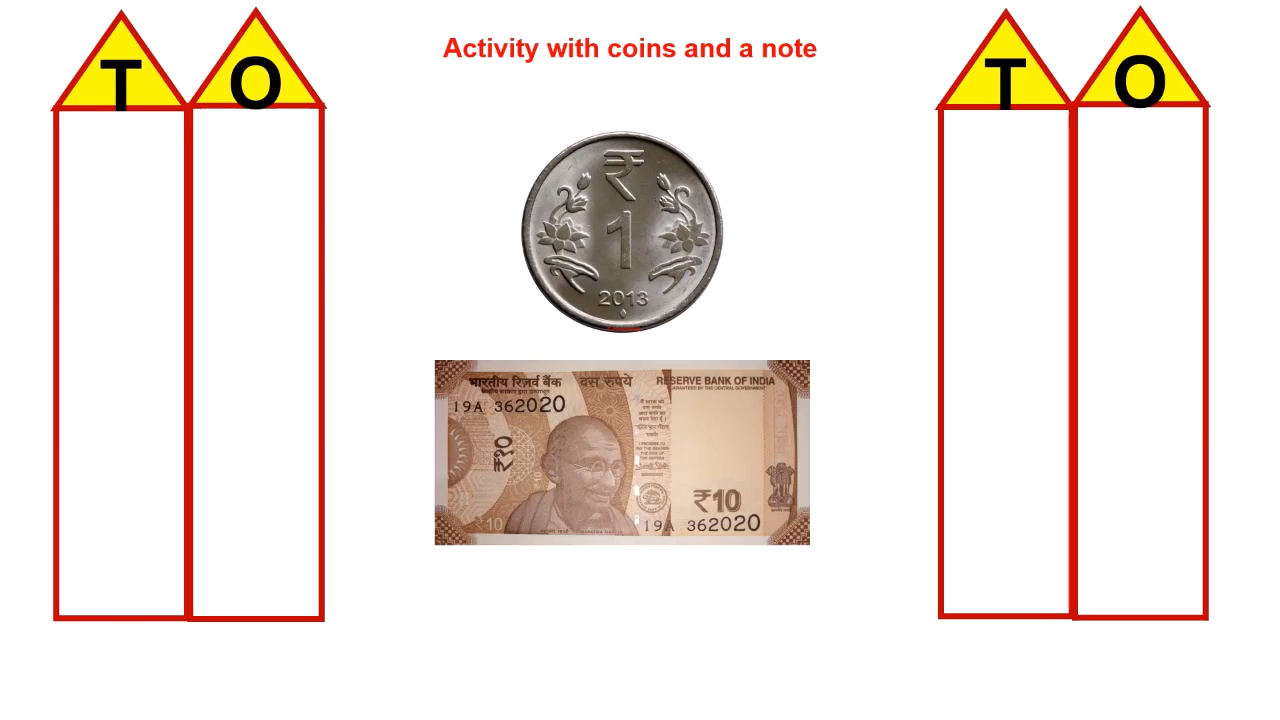 T O
Activity with coins and a note
T O
₹
1
2013
भारतीय रिज़र्व बैंक दस रुपये RESERVE BANK OF INDIA
GUARANTEED BY THE CENTRAL GOVERNMENT
19A 362020
₹१०
₹10
₹10
19A 362020